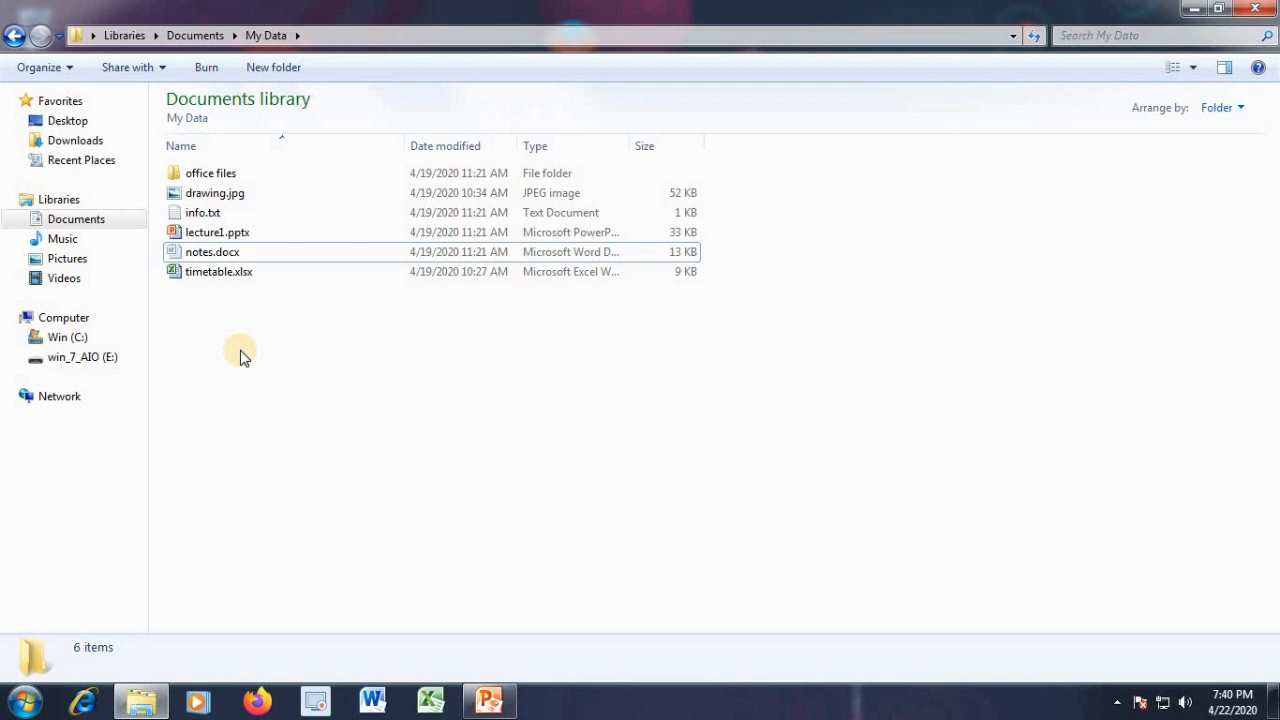 Libraries Documents My Data
Search My Data
Organize Share with Burn New folder
Documents library
My Data
Arrange by: Folder
Favorites
Desktop
Downloads
Recent Places
Libraries
Documents
Music
Pictures
Videos
Computer
Win (C:)
win_7_AIO (E:)
Network
Name Date modified Type Size
office files 4/19/2020 11:21 AM File folder
drawing.jpg 4/19/2020 10:34 AM JPEG image 52 KB
info.txt 4/19/2020 11:21 AM Text Document 1 KB
lecture1.pptx 4/19/2020 11:21 AM Microsoft PowerP... 33 KB
notes.docx 4/19/2020 11:21 AM Microsoft Word D... 13 KB
timetable.xlsx 4/19/2020 10:27 AM Microsoft Excel W... 9 KB
6 items
7:40 PM
4/22/2020